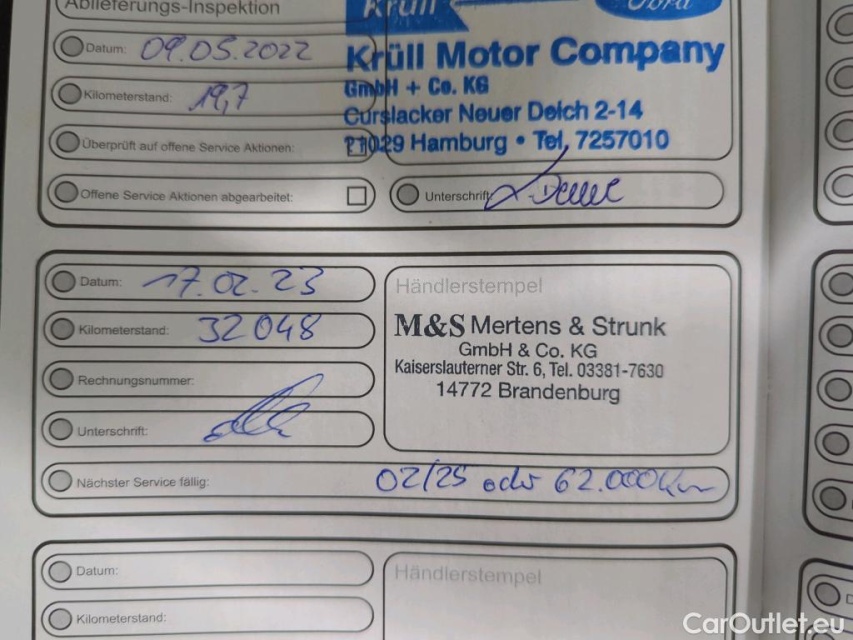 Ablieferungs-Inspektion
Krüll
Ford
Datum: 09.05.2022
Krüll Motor Company
GmbH + Co. KG
Kilometerstand: 19,7
Curslacker Neuer Deich 2-14
Überprüft auf offene Service Aktionen:
21029 Hamburg • Tel. 7257010
Offene Service Aktionen abgearbeitet:
Unterschrift
Datum: 17.02.23
Händlerstempel
Kilometerstand: 32048
M&S Mertens & Strunk
GmbH & Co. KG
Kaiserslauterner Str. 6, Tel. 03381-7630
Rechnungsnummer:
14772 Brandenburg
Unterschrift:
Nächster Service fällig: 02/25 oder 62.000Km
Datum:
Händlerstempel
Kilometerstand:
CarOutlet.eu